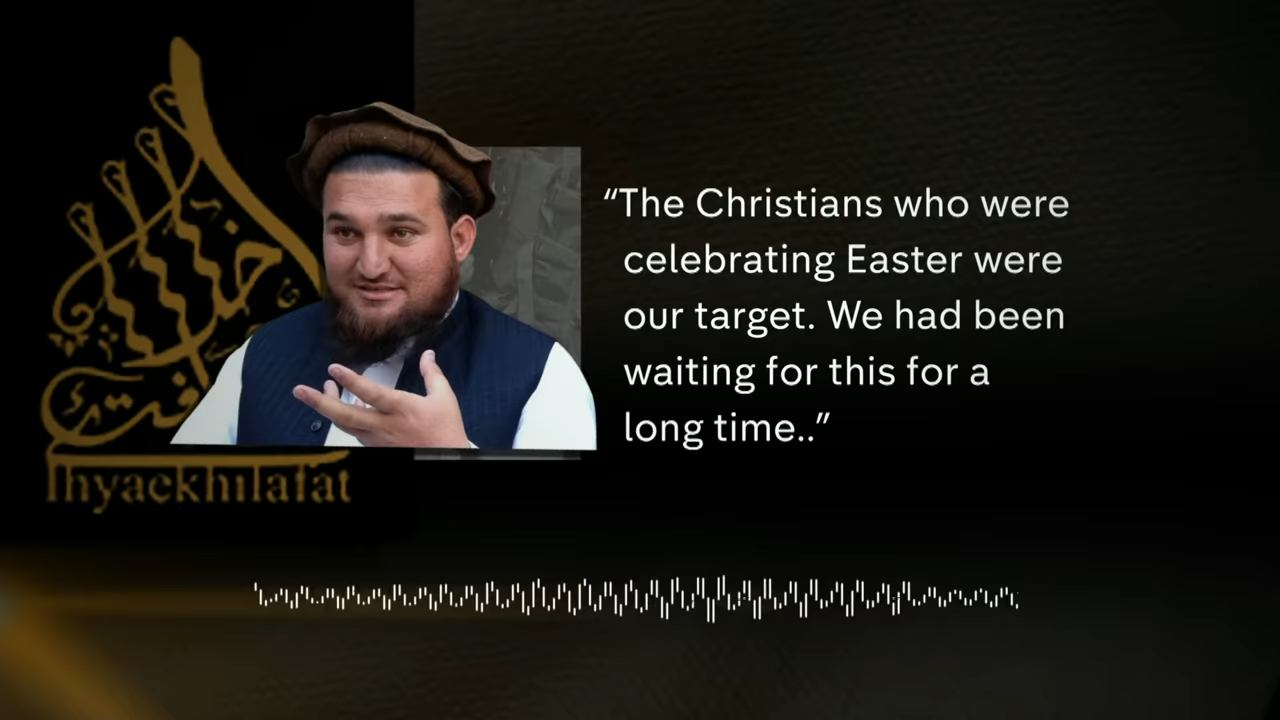 “The Christians who were
celebrating Easter were
our target. We had been
waiting for this for a
long time..”
Ihyaekhilafat